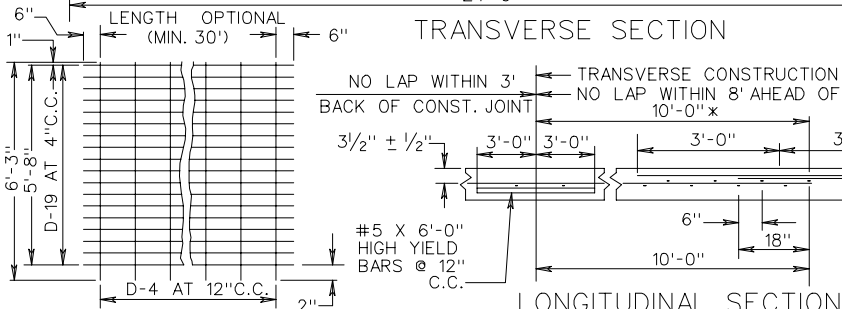 6"
LENGTH OPTIONAL
(MIN. 30')
6"
1"
6'-3"
5'-8"
D-19 AT 4"C.C.
D-4 AT 12"C.C.
2"
TRANSVERSE SECTION
NO LAP WITHIN 3'
BACK OF CONST. JOINT
TRANSVERSE CONSTRUCTION
NO LAP WITHIN 8' AHEAD OF
10'-0"*
3½" ± ½"
3'-0"
3'-0"
3'-0"
#5 X 6'-0"
HIGH YIELD
BARS @ 12"
C.C.
6"
18"
10'-0"
LONGITUDINAL SECTION